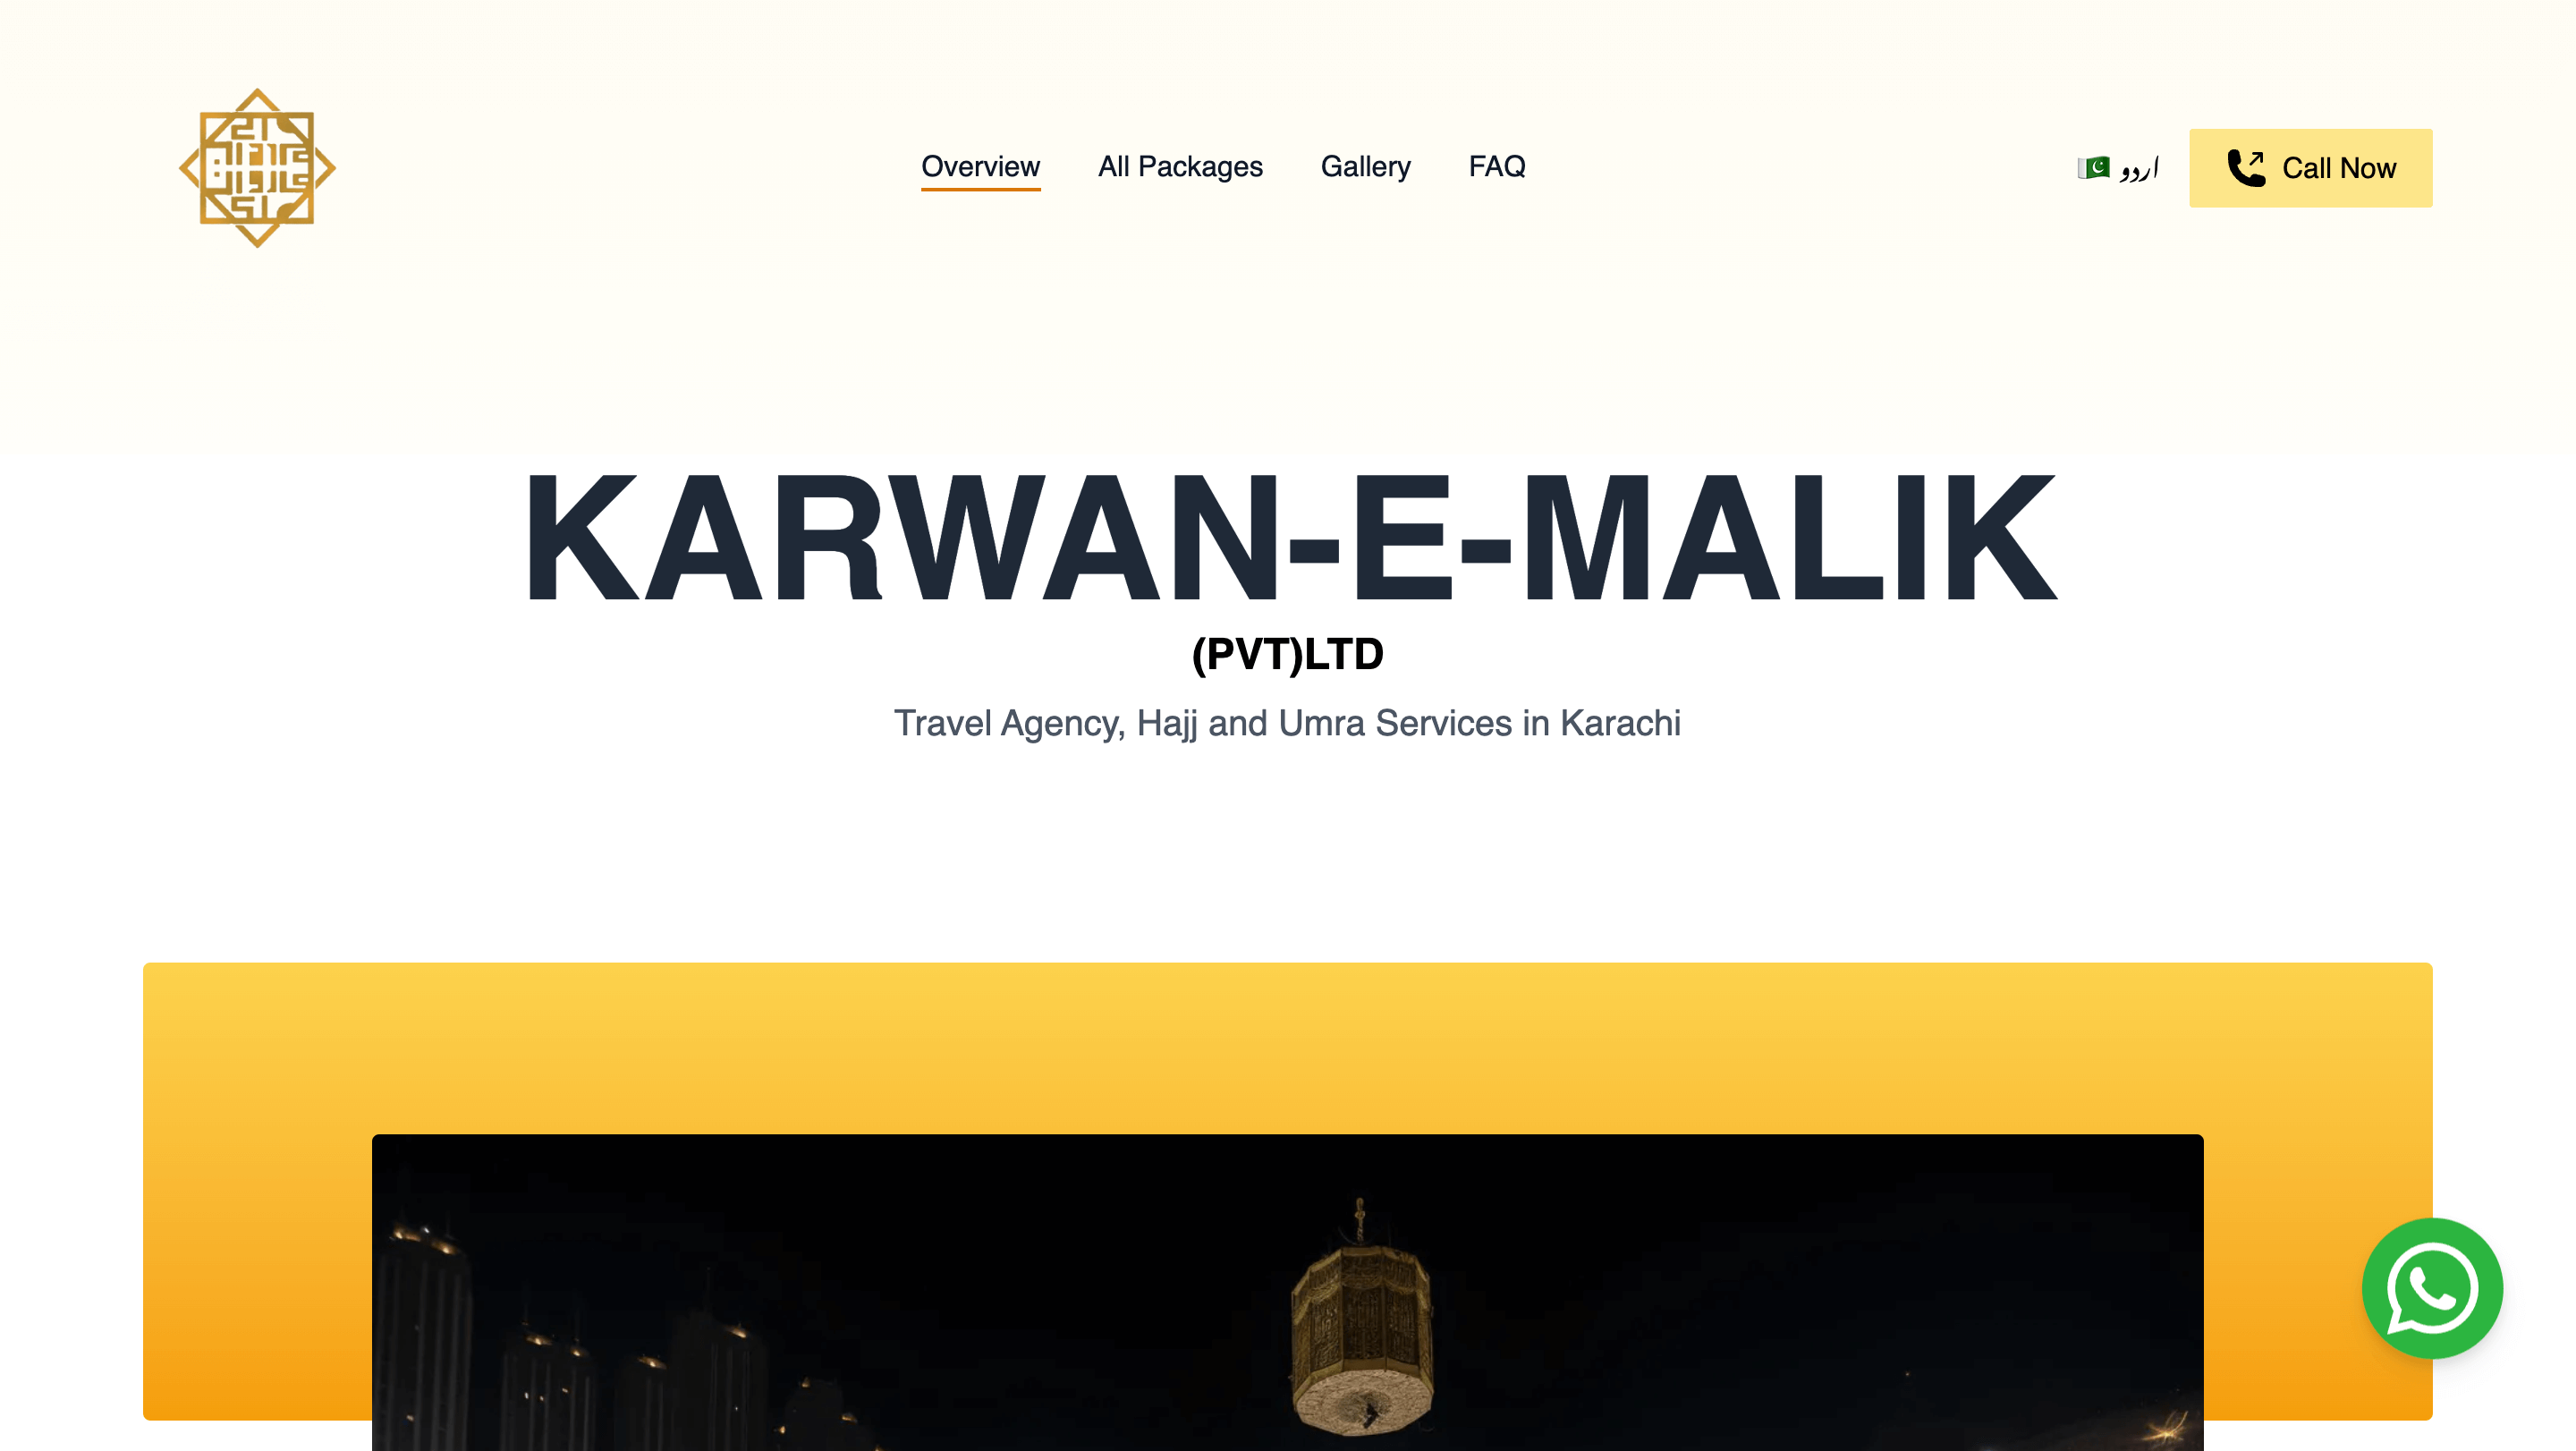 Overview All Packages Gallery FAQ اردو Call Now
KARWAN-E-MALIK
(PVT)LTD
Travel Agency, Hajj and Umra Services in Karachi